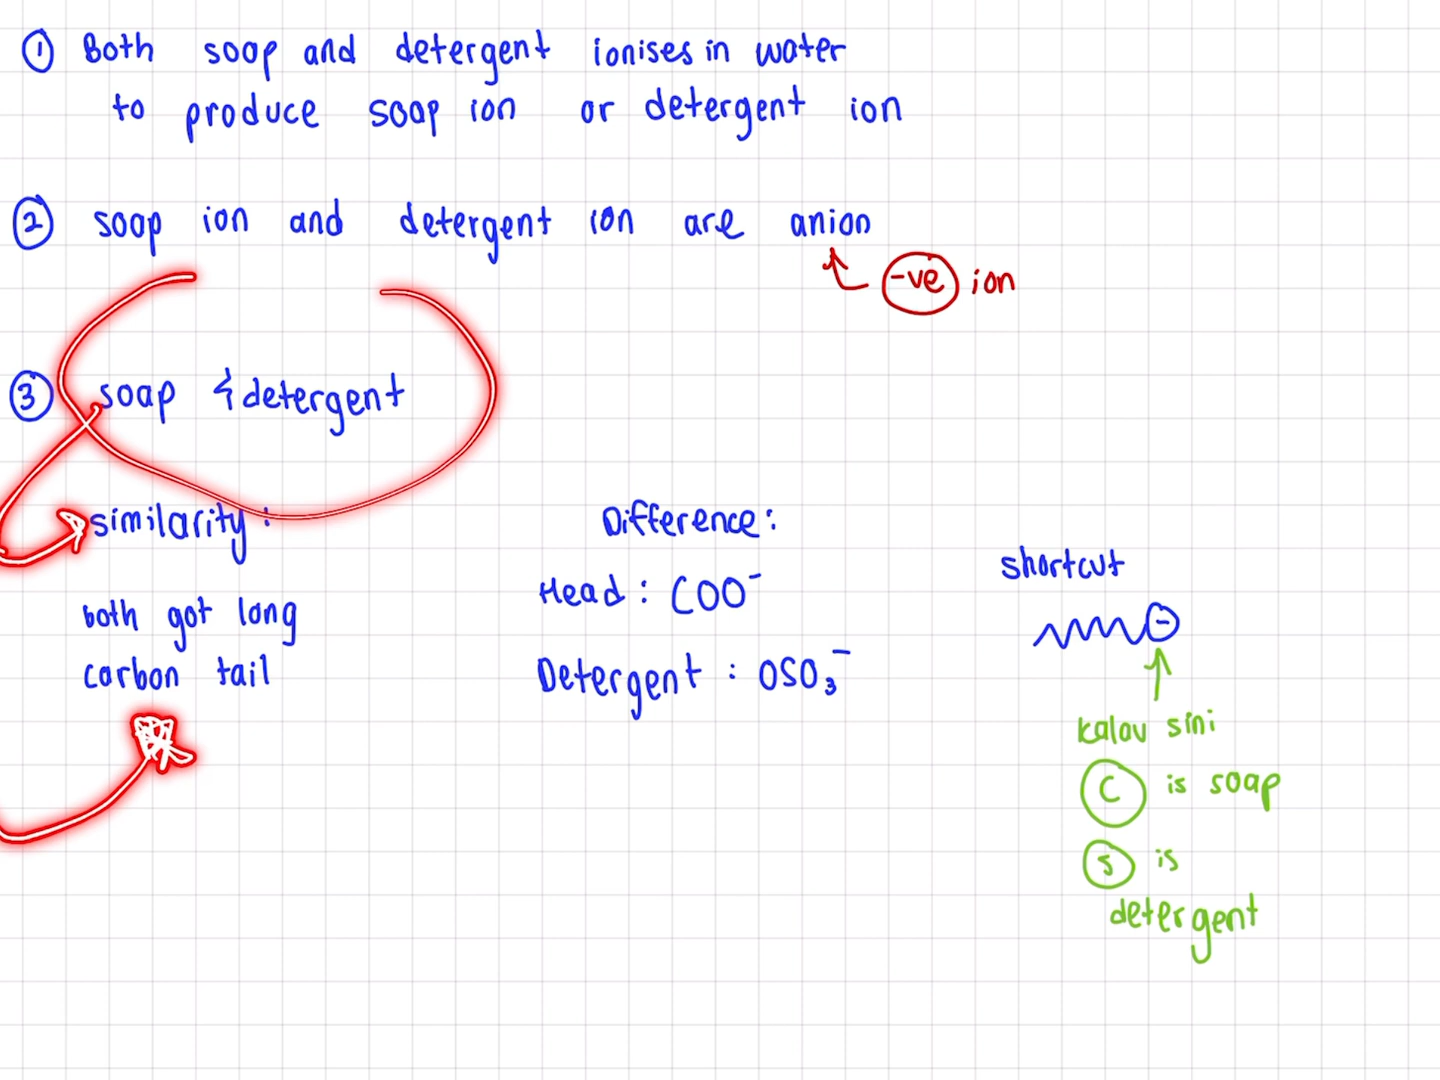 ① Both soap and detergent ionises in water
to produce soap ion or detergent ion
② soap ion and detergent ion are anion
-ve ion
③ soap & detergent
similarity:
both got long
carbon tail
Difference:
Head: COO⁻
Detergent: OSO₃⁻
shortcut
-
kalau sini
C is soap
S is
detergent